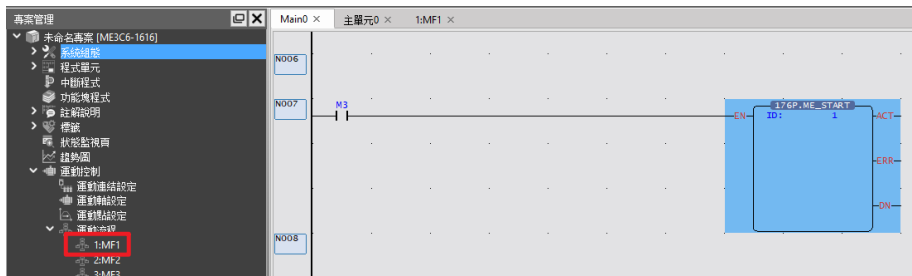 專案管理
未命名專案 [ME3C6-1616]
系統組態
程式單元
中斷程式
功能塊程式
註解說明
標籤
狀態監視頁
趨勢圖
運動控制
運動連結設定
運動軸設定
運動點設定
運動流程
1:MF1
2:MF2
3:MF3
Main0 ×
主單元0 ×
1:MF1 ×
N006
N007
M3
176P.ME_START
EN
ID: 1
ACT
ERR
DN
N008